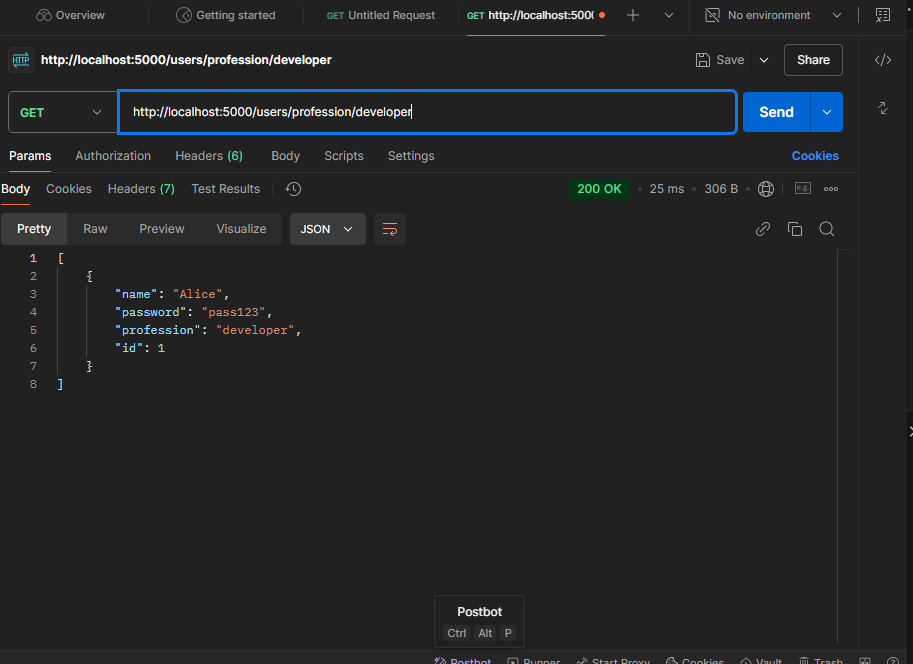 Overview Getting started GET Untitled Request GET http://localhost:500( No environment
HTTP http://localhost:5000/users/profession/developer Save Share
GET http://localhost:5000/users/profession/developer Send
Params Authorization Headers (6) Body Scripts Settings Cookies
Body Cookies Headers (7) Test Results 200 OK 25 ms 306 B e.g.
Pretty Raw Preview Visualize JSON
1 [
2 {
3 "name": "Alice",
4 "password": "pass123",
5 "profession": "developer",
6 "id": 1
7 }
8 ]
Postbot
Ctrl Alt P
Postbot Runner Start Proxy Cookies Vault Trash